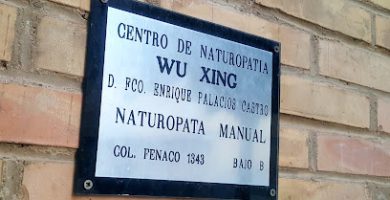 CENTRO DE NATUROPATIA
WU XING
D. FCO. ENRIQUE PALACIOS CASTRO
NATUROPATA MANUAL
COL. FENACO 1343 BAJO B